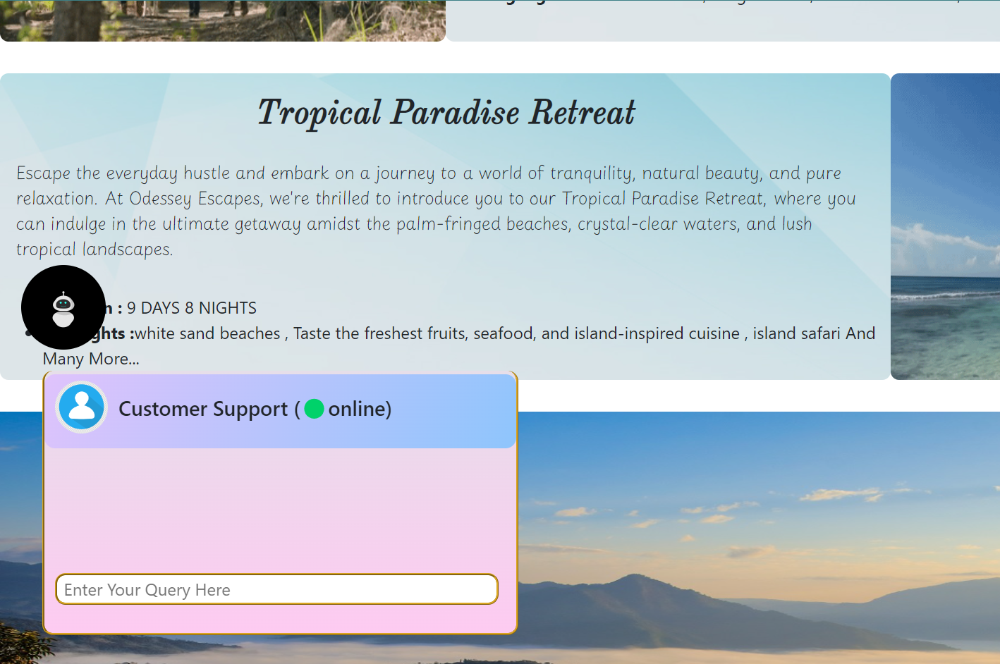 Tropical Paradise Retreat
Escape the everyday hustle and embark on a journey to a world of tranquility, natural beauty, and pure
relaxation. At Odessey Escapes, we're thrilled to introduce you to our Tropical Paradise Retreat, where you
can indulge in the ultimate getaway amidst the palm-fringed beaches, crystal-clear waters, and lush
tropical landscapes.
n : 9 DAYS 8 NIGHTS
ghts :white sand beaches , Taste the freshest fruits, seafood, and island-inspired cuisine , island safari And
Many More...
Customer Support ( online)
Enter Your Query Here